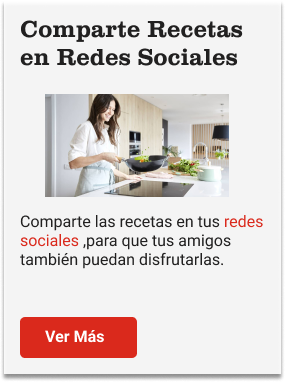 Comparte Recetas
en Redes Sociales
Comparte las recetas en tus redes
sociales ,para que tus amigos
también puedan disfrutarlas.
Ver Más